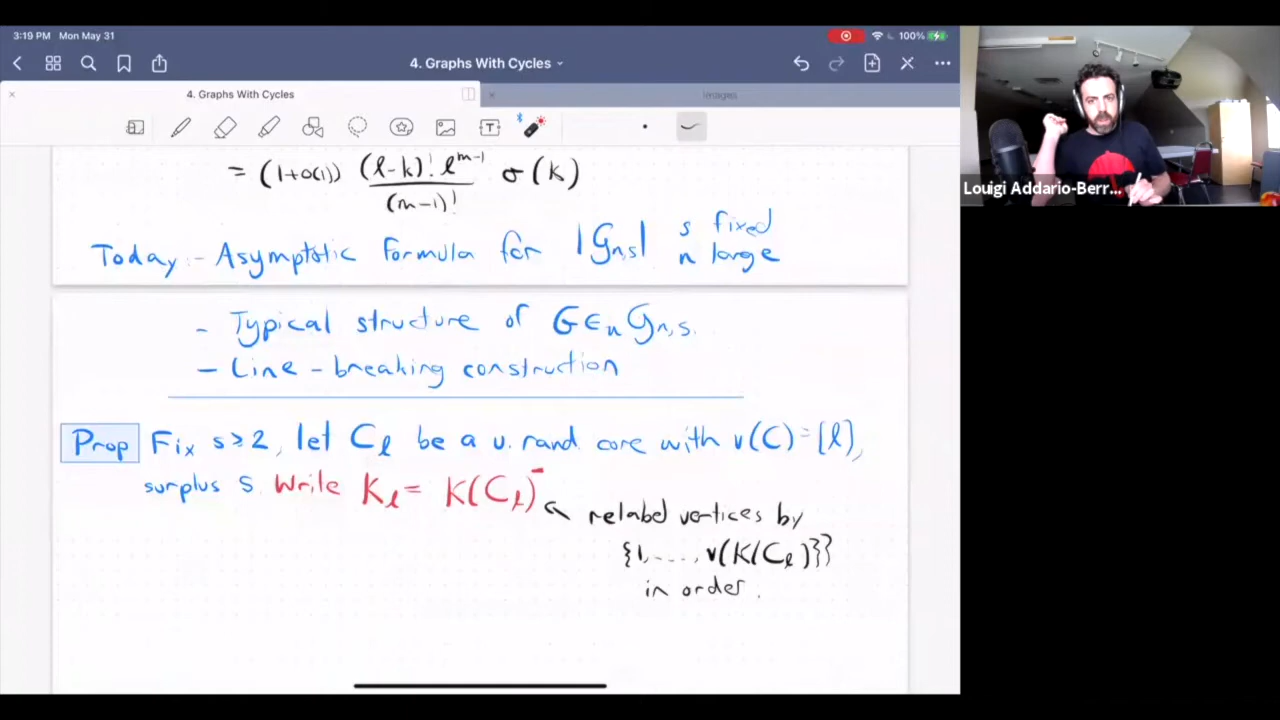 3:19 PM Mon May 31
100%
4. Graphs With Cycles
4. Graphs With Cycles
Images
= (1+o(1)) (l-k)! l^{m-1} / (m-1)! σ(k)
Today - Asymptotic Formula for |G_{n,s}| s fixed
n large
- Typical structure of G ∈_u G_{n,s}.
- Line-breaking construction
Prop Fix s≥2, let C_l be a u. rand. core with v(C)=[l],
surplus s. Write K_l = K(C_l)^-
relabel vertices by
{1,...,v(K(C_l))}
in order.
Louigi Addario-Berr...